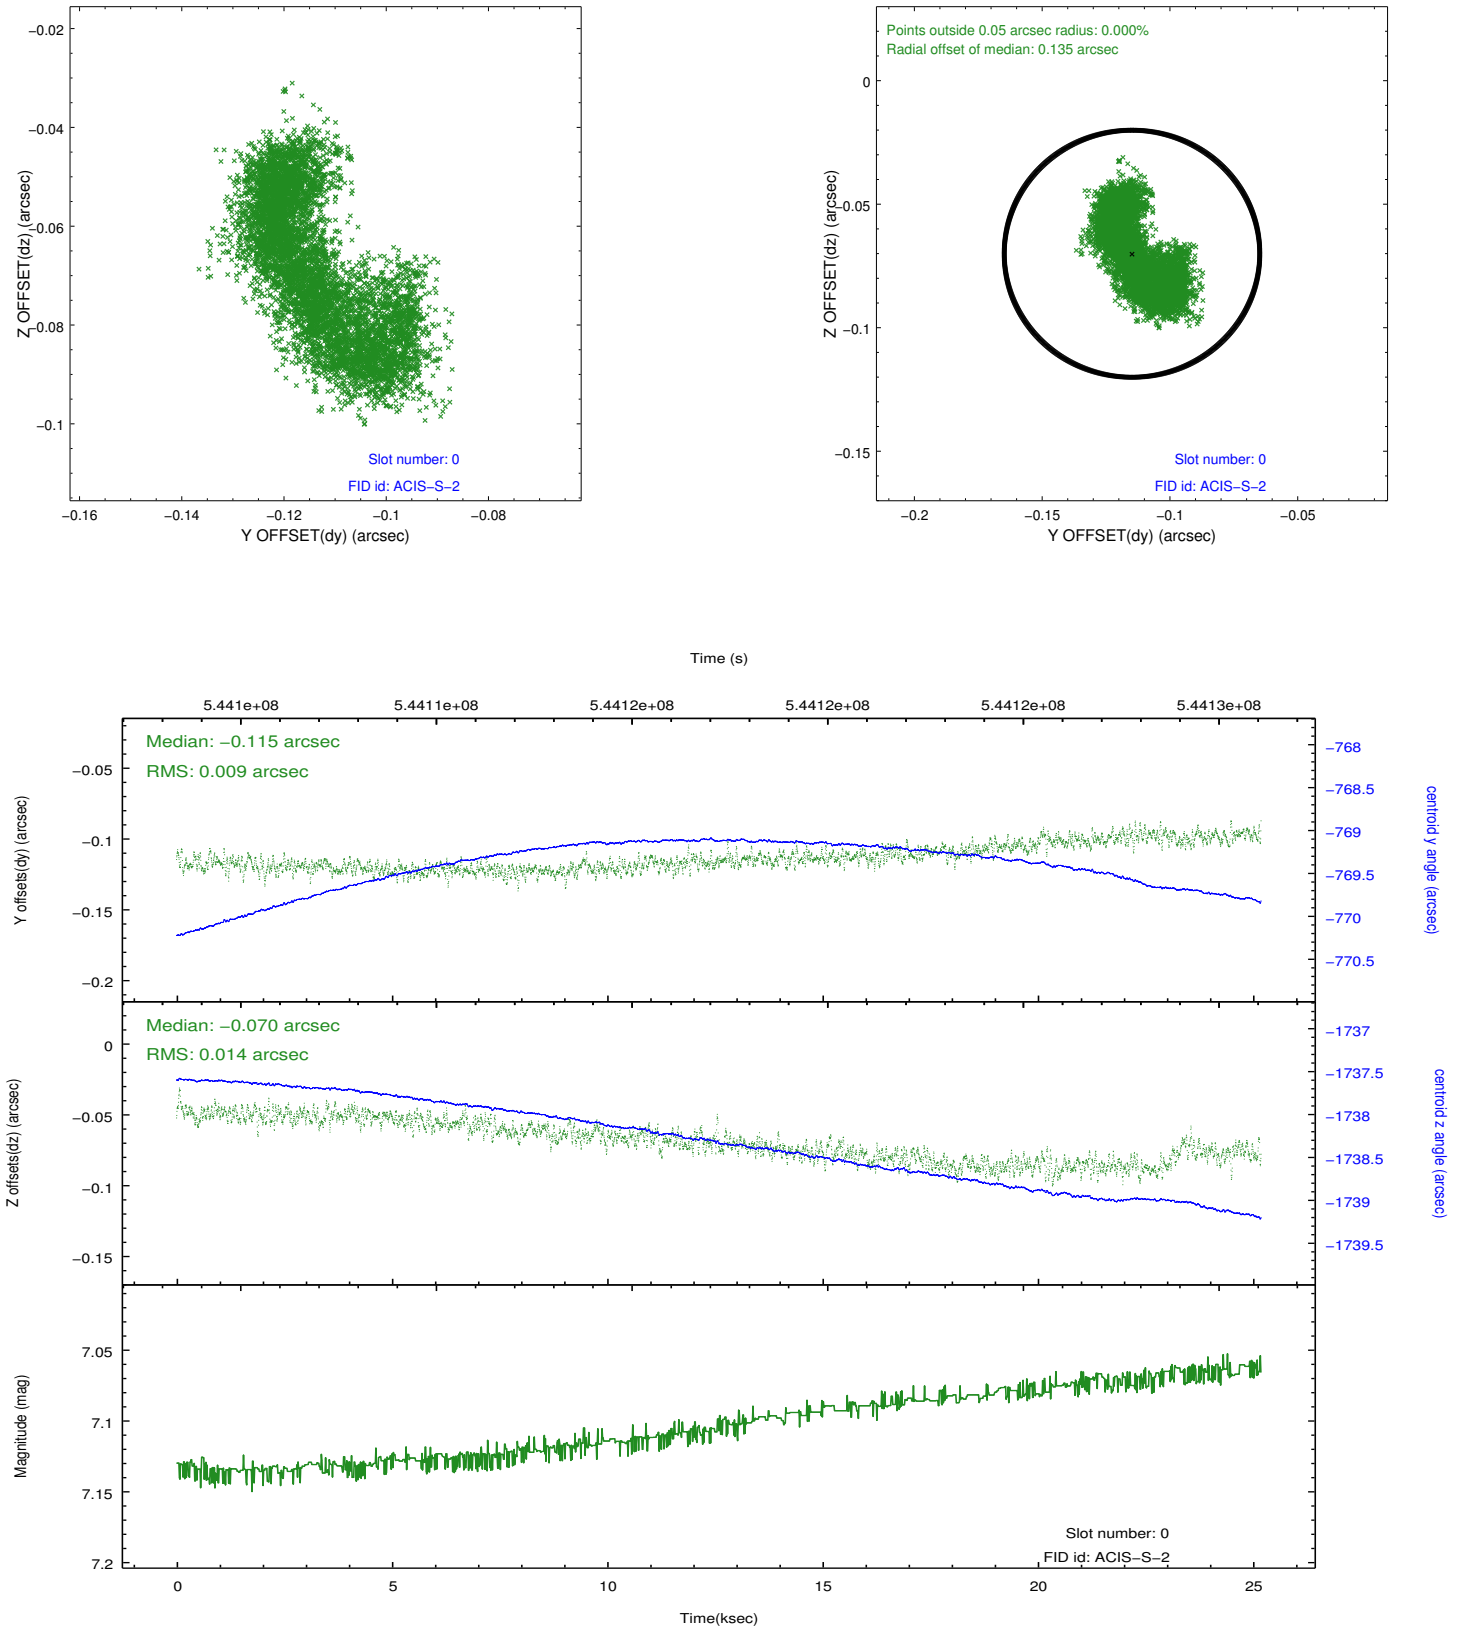 −0.02
−0.04
−0.06
−0.08
−0.1
Z OFFSET(dz) (arcsec)
Slot number: 0
FID id: ACIS−S−2
−0.16
−0.14
−0.12
−0.1
−0.08
Y OFFSET(dy) (arcsec)
Points outside 0.05 arcsec radius: 0.000%
Radial offset of median: 0.135 arcsec
0
−0.05
−0.1
−0.15
Z OFFSET(dz) (arcsec)
Slot number: 0
FID id: ACIS−S−2
−0.2
−0.15
−0.1
−0.05
Y OFFSET(dy) (arcsec)
Time (s)
5.441e+08
5.4411e+08
5.4412e+08
5.4412e+08
5.4412e+08
5.4413e+08
Median: −0.115 arcsec
RMS: 0.009 arcsec
−0.05
−0.1
−0.15
−0.2
Y offsets(dy) (arcsec)
−768
−768.5
−769
−769.5
−770
−770.5
centroid y angle (arcsec)
Median: −0.070 arcsec
RMS: 0.014 arcsec
0
−0.05
−0.1
−0.15
Z offsets(dz) (arcsec)
−1737
−1737.5
−1738
−1738.5
−1739
−1739.5
centroid z angle (arcsec)
7.05
7.1
7.15
7.2
Magnitude (mag)
Slot number: 0
FID id: ACIS−S−2
0
5
10
15
20
25
Time(ksec)